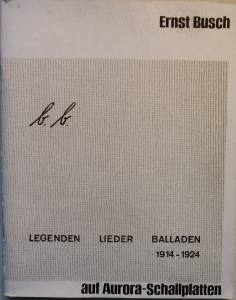 Ernst Busch
b. b.
LEGENDEN LIEDER BALLADEN
1914-1924
auf Aurora-Schallplatten